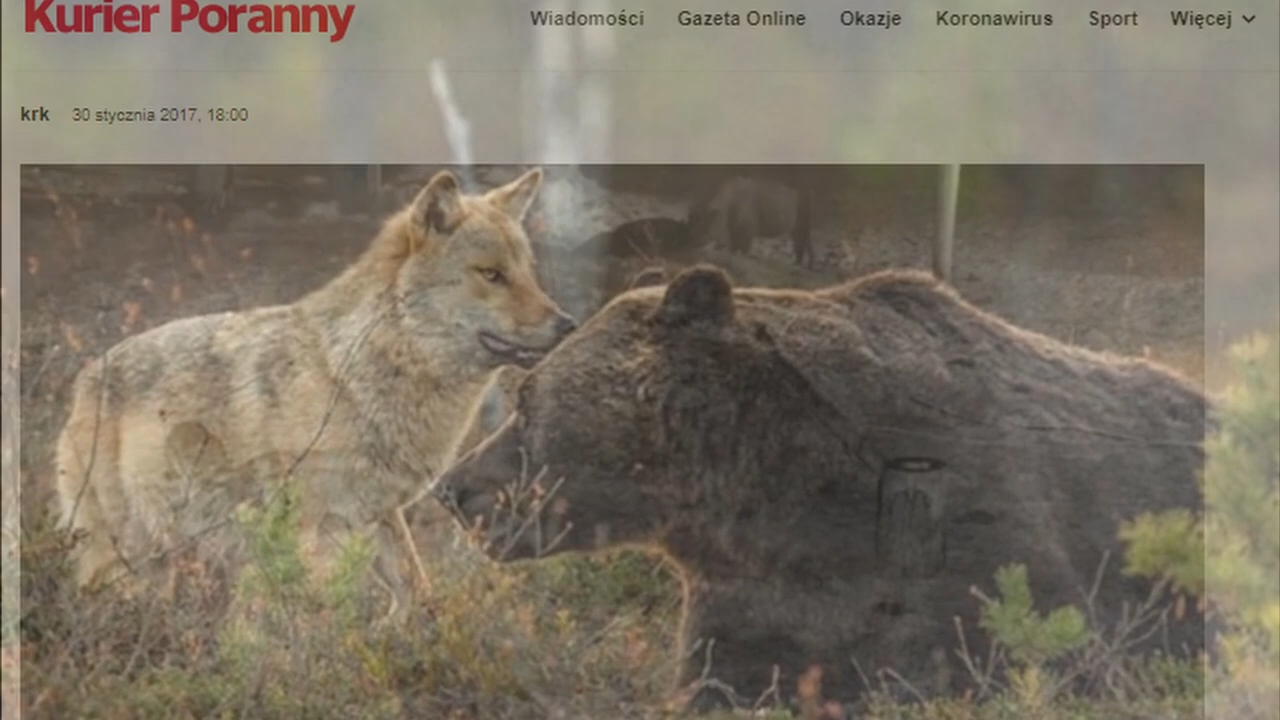 Kurier Poranny
Wiadomości Gazeta Online Okazje Koronawirus Sport Więcej
krk 30 stycznia 2017, 18:00